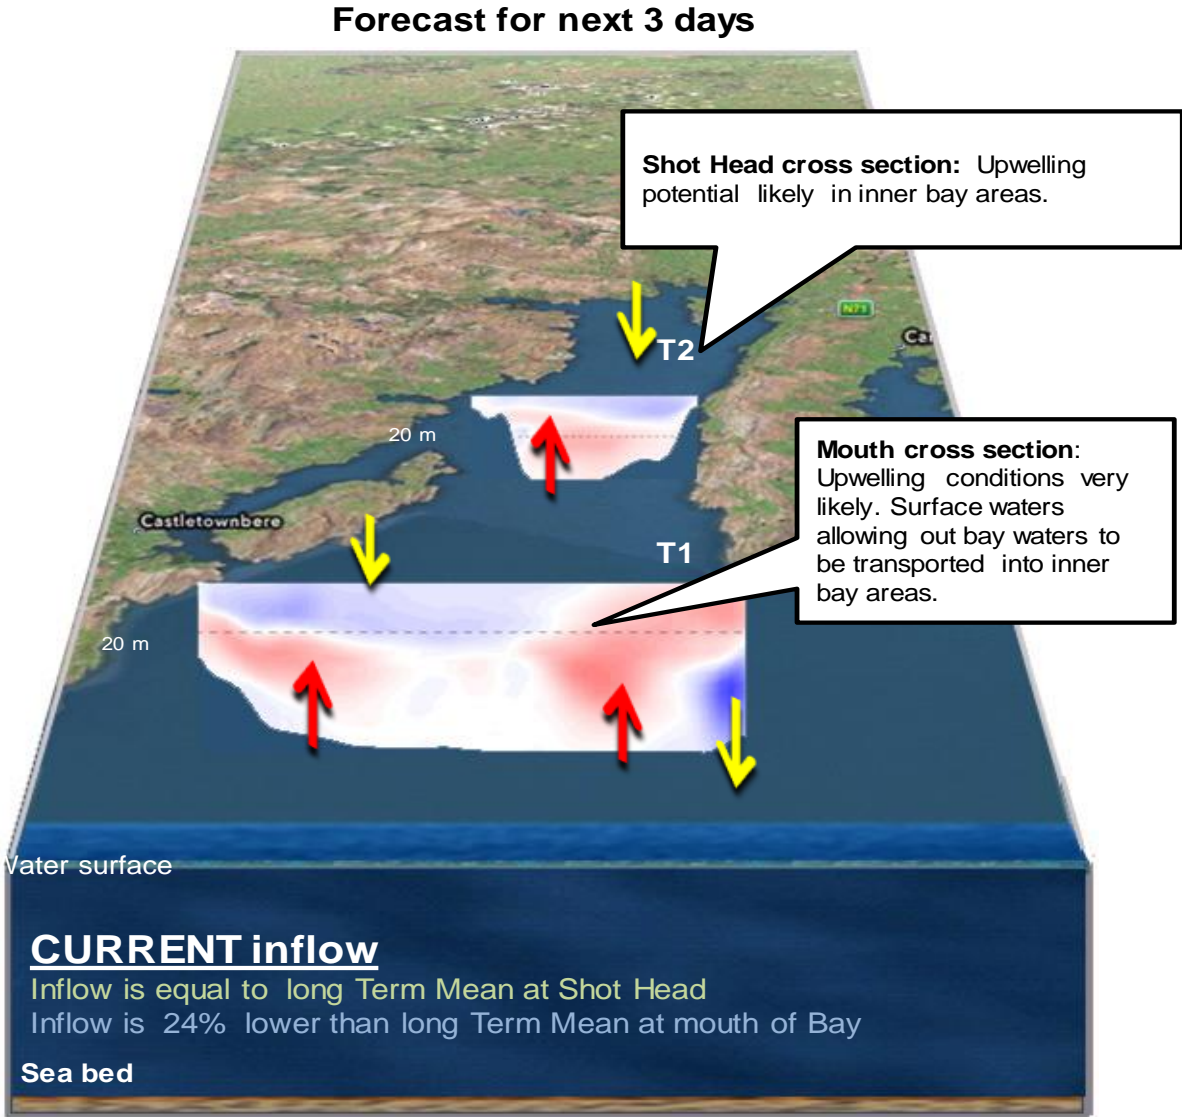 Forecast for next 3 days
Shot Head cross section: Upwelling
potential likely in inner bay areas.
N71
T2
20 m
Mouth cross section:
Upwelling conditions very
likely. Surface waters
allowing out bay waters to
be transported into inner
bay areas.
Castletownbere
T1
20 m
Water surface
CURRENT inflow
Inflow is equal to long Term Mean at Shot Head
Inflow is 24% lower than long Term Mean at mouth of Bay
Sea bed